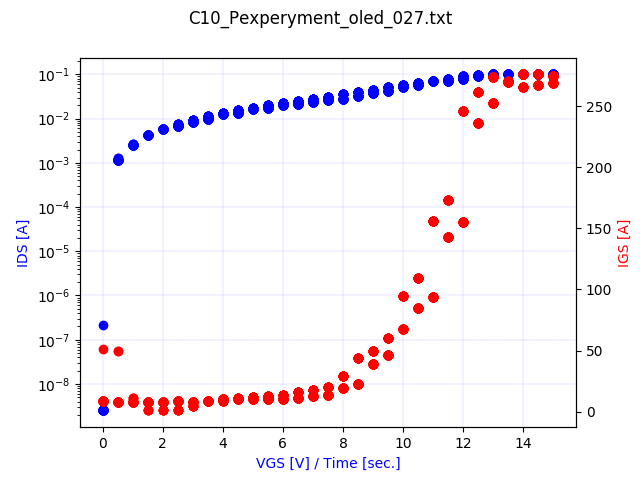 C10_Pexperyment_oled_027.txt
10⁻¹
10⁻²
10⁻³
10⁻⁴
10⁻⁵
10⁻⁶
10⁻⁷
10⁻⁸
IDS [A]
250
200
150
100
50
0
IGS [A]
0 2 4 6 8 10 12 14
VGS [V] / Time [sec.]